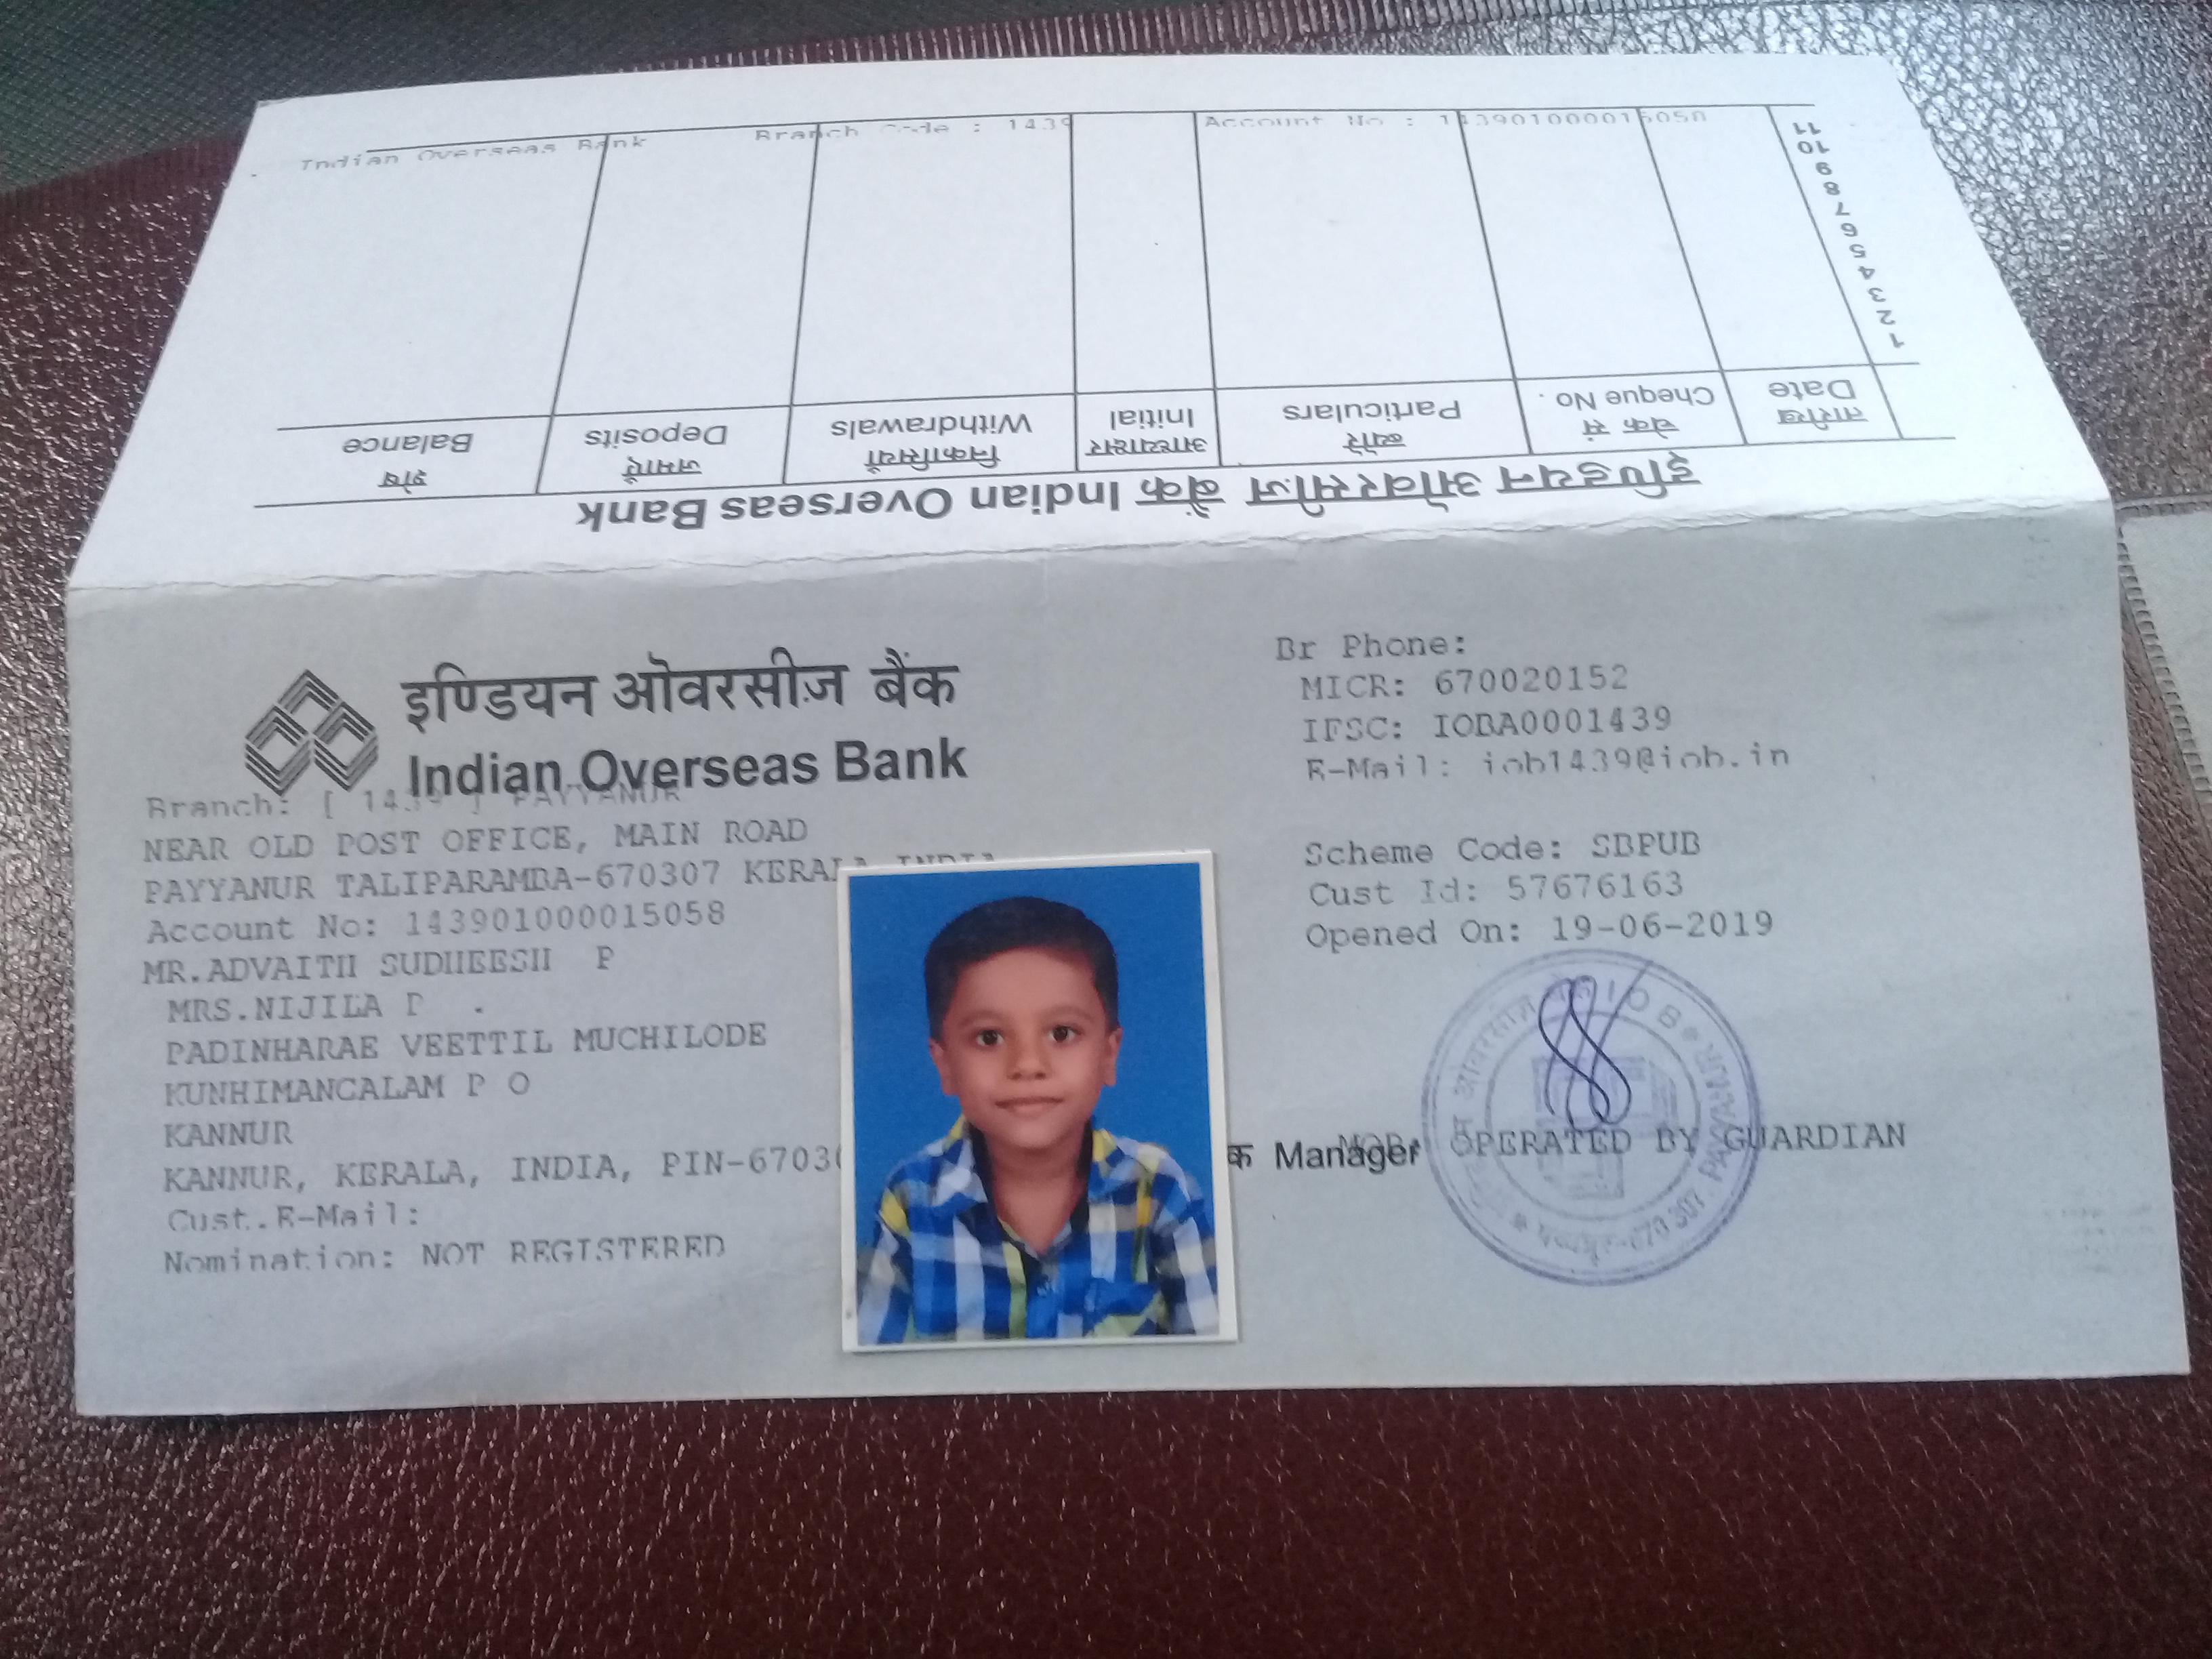 Indian Overseas Bank Branch Code : 1439 Account No : 143901000015058
11
10
9
8
7
6
5
4
3
2
1
तारीख चेक सं ब्यौरे आद्याक्षर निकासियाँ जमाएँ शेष
Date Cheque No. Particulars Initial Withdrawals Deposits Balance
इण्डियन ओवरसीज़ बैंक Indian Overseas Bank
इण्डियन ओवरसीज़ बैंक
Indian Overseas Bank
Branch: [ 1439 ] PAYYANUR
NEAR OLD POST OFFICE, MAIN ROAD
PAYYANUR TALIPARAMBA-670307 KERALA INDIA
Account No: 143901000015058
MR.ADVAITH SUDHEESH P
MRS.NIJILA P .
PADINHARAE VEETTIL MUCHILODE
KUNHIMANGALAM P O
KANNUR
KANNUR, KERALA, INDIA, PIN-6703
Cust.E-Mail:
Nomination: NOT REGISTERED
Br Phone:
MICR: 670020152
IFSC: IOBA0001439
E-Mail: iob1439@iob.in
Scheme Code: SBPUB
Cust Id: 57676163
Opened On: 19-06-2019
Manager
MOP: OPERATED BY GUARDIAN
ओवरसीज़ बैंक I O B PAYYANUR
670 307